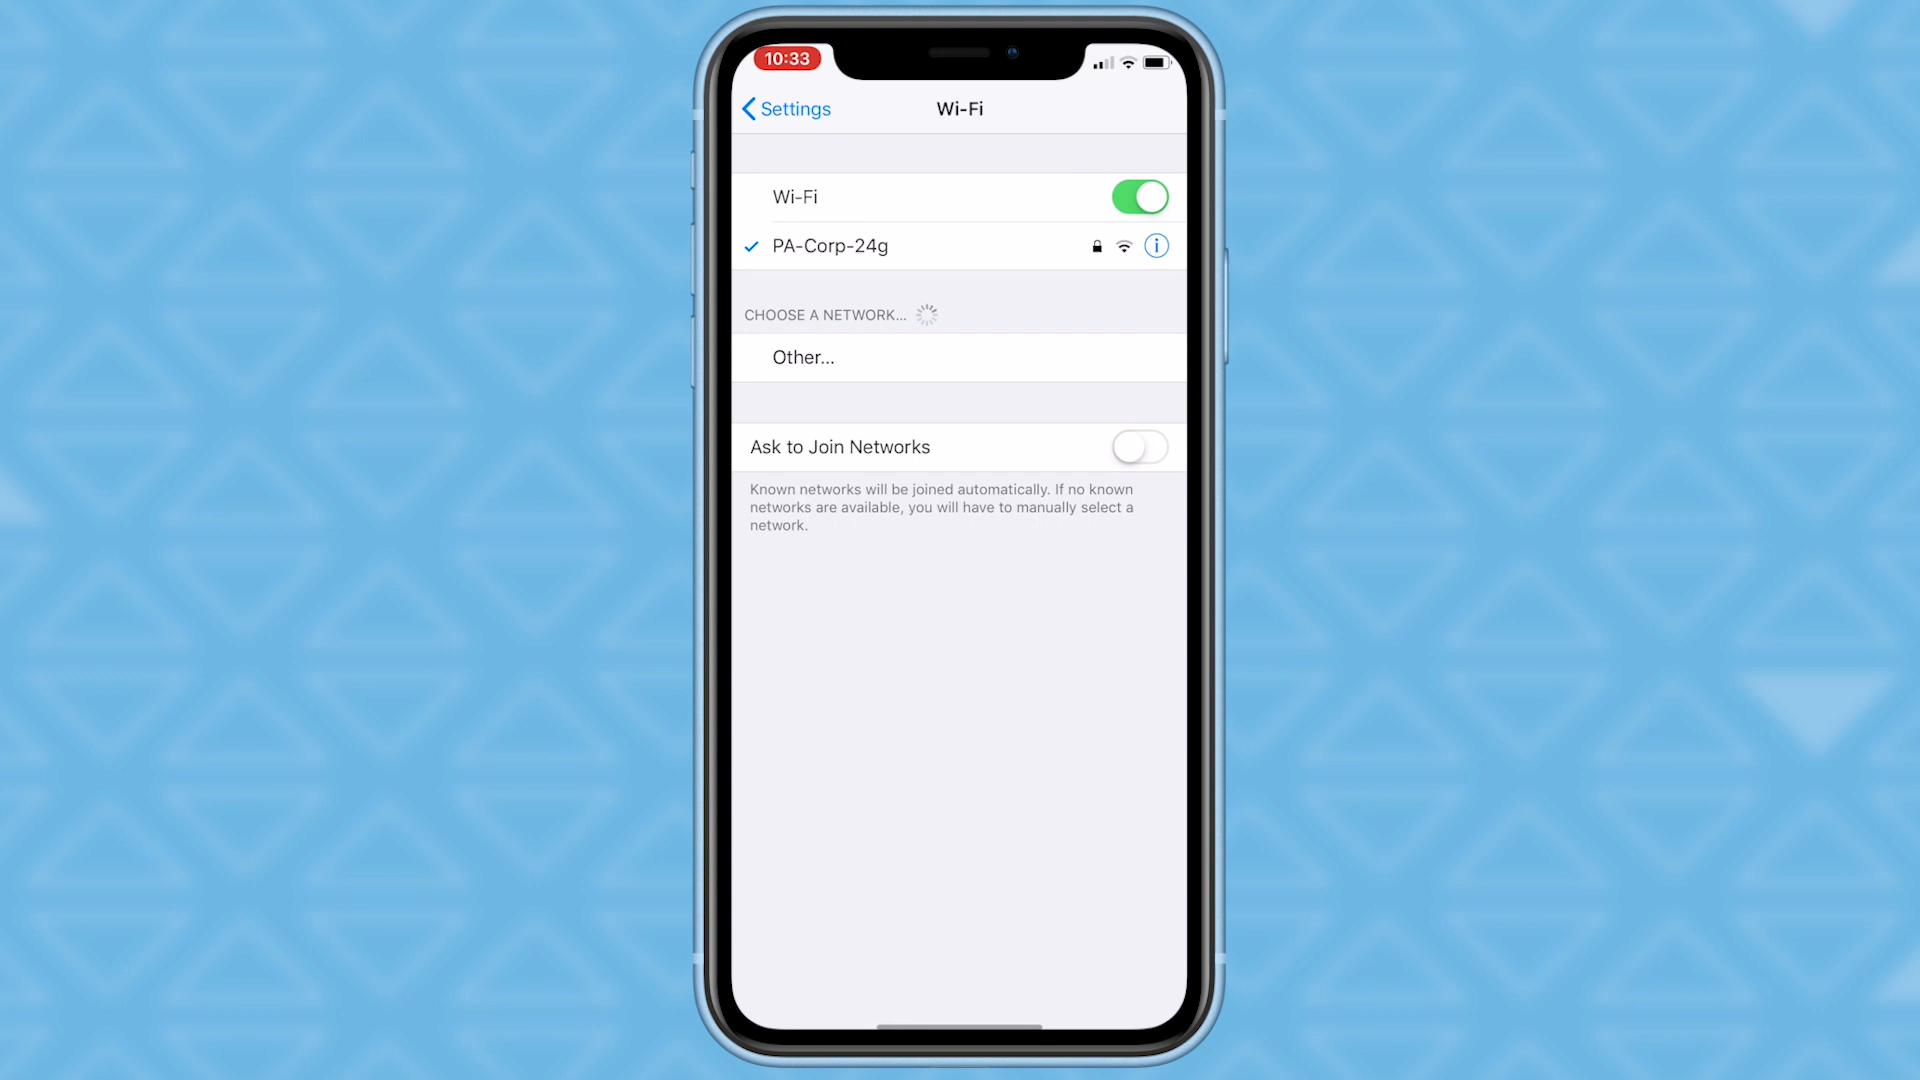 10:33
Settings
Wi-Fi
Wi-Fi
PA-Corp-24g
CHOOSE A NETWORK...
Other...
Ask to Join Networks
Known networks will be joined automatically. If no known
networks are available, you will have to manually select a
network.